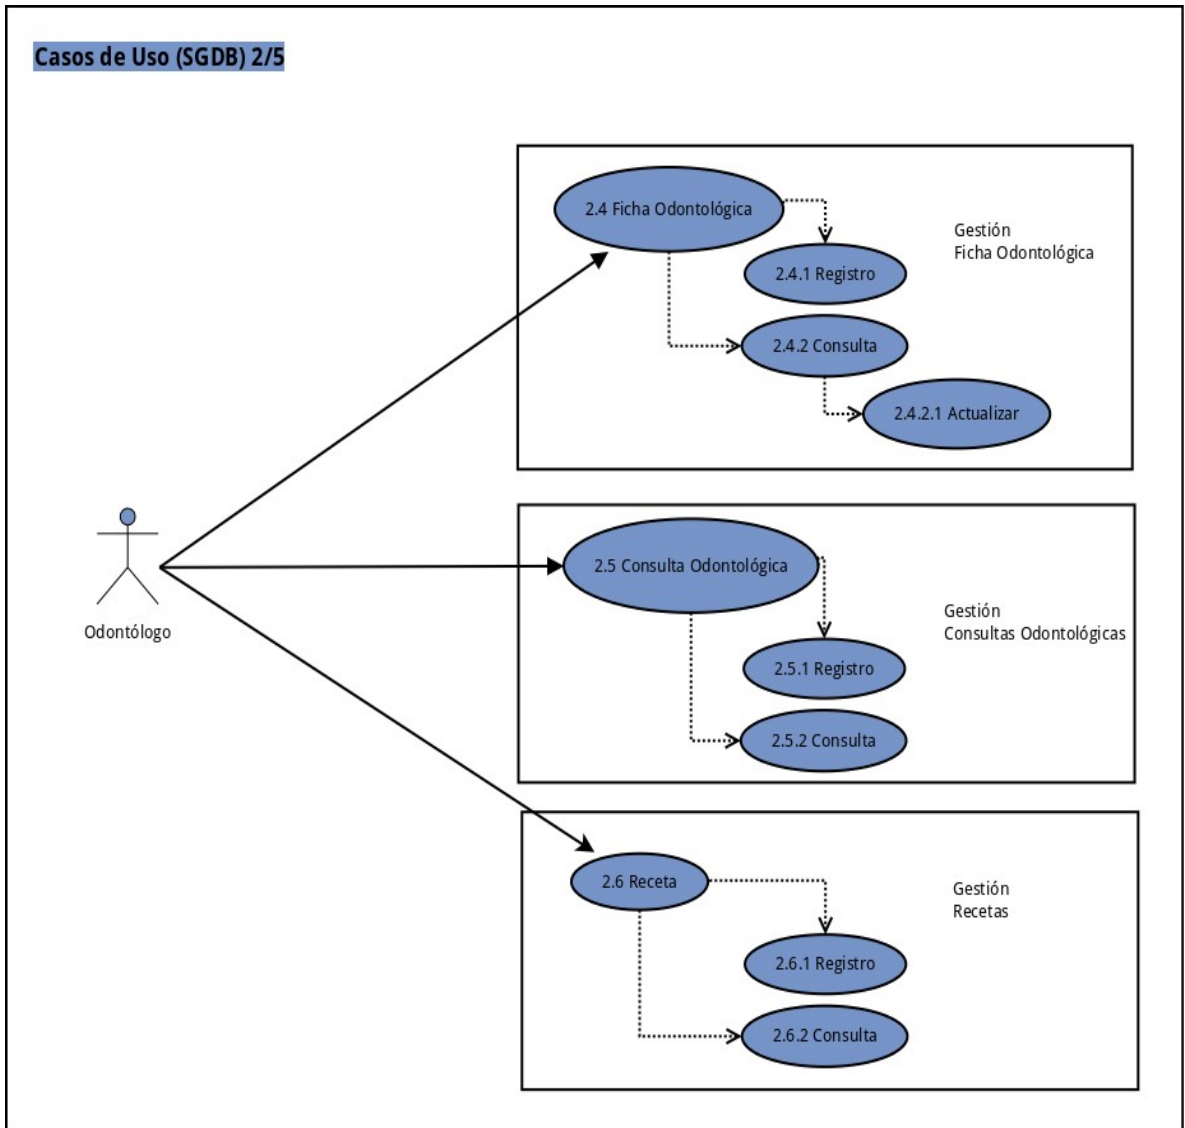 Casos de Uso (SGDB) 2/5
2.4 Ficha Odontológica
Gestión
Ficha Odontológica
2.4.1 Registro
2.4.2 Consulta
2.4.2.1 Actualizar
Odontólogo
2.5 Consulta Odontológica
Gestión
Consultas Odontológicas
2.5.1 Registro
2.5.2 Consulta
2.6 Receta
Gestión
Recetas
2.6.1 Registro
2.6.2 Consulta